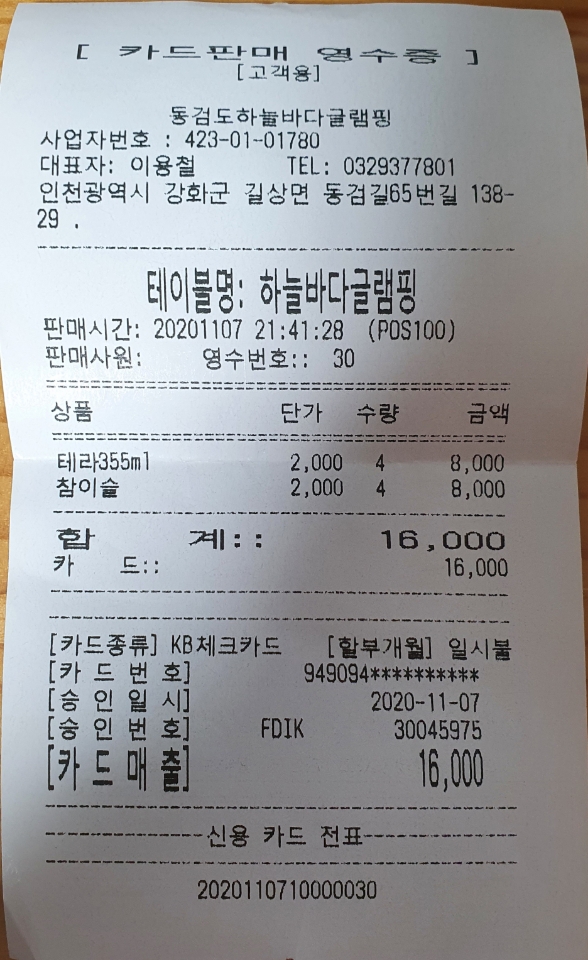 [ 카드판매 영수증 ]
[고객용]
동검도하늘바다글램핑
사업자번호 : 423-01-01780
대표자: 이용철 TEL: 0329377801
인천광역시 강화군 길상면 동검길65번길 138-
29 .
테이블명: 하늘바다글램핑
판매시간: 20201107 21:41:28 (POS100)
판매사원: 영수번호:: 30
상품 단가 수량 금액
테라355ml 2,000 4 8,000
참이슬 2,000 4 8,000
합 계:: 16,000
카 드:: 16,000
[카드종류] KB체크카드 [할부개월] 일시불
[카 드 번 호] 949094**********
[승 인 일 시] 2020-11-07
[승 인 번 호] FDIK 30045975
[카 드 매 출] 16,000
신용 카드 전표
2020110710000030